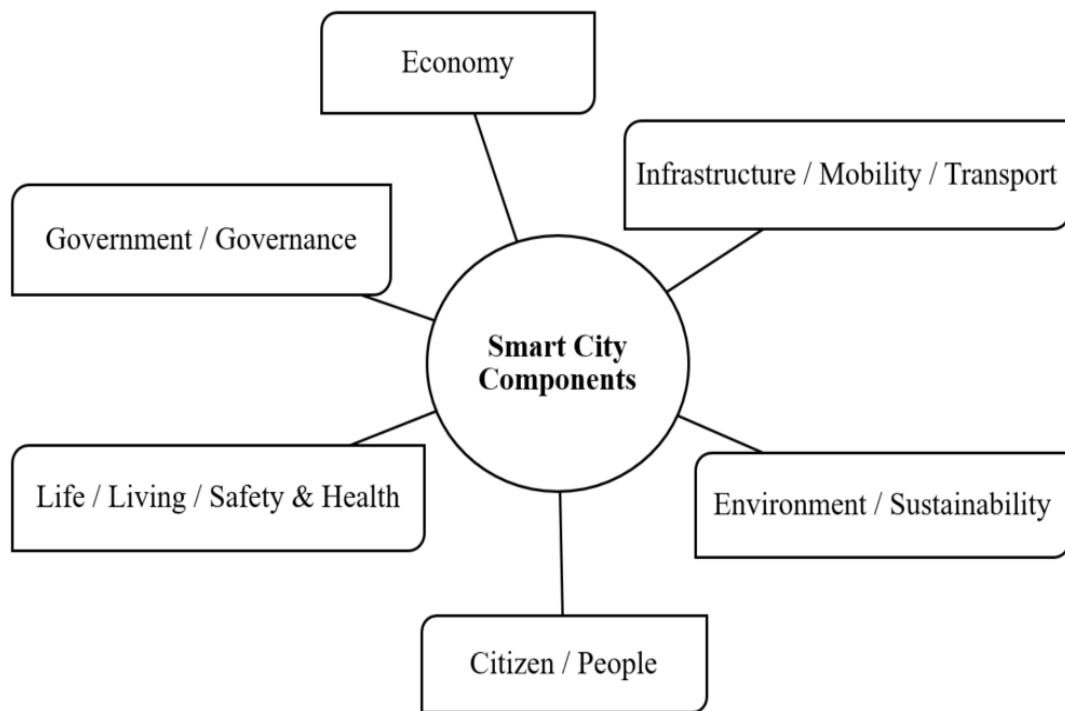 Economy
Infrastructure / Mobility / Transport
Government / Governance
Smart City
Components
Life / Living / Safety & Health
Environment / Sustainability
Citizen / People